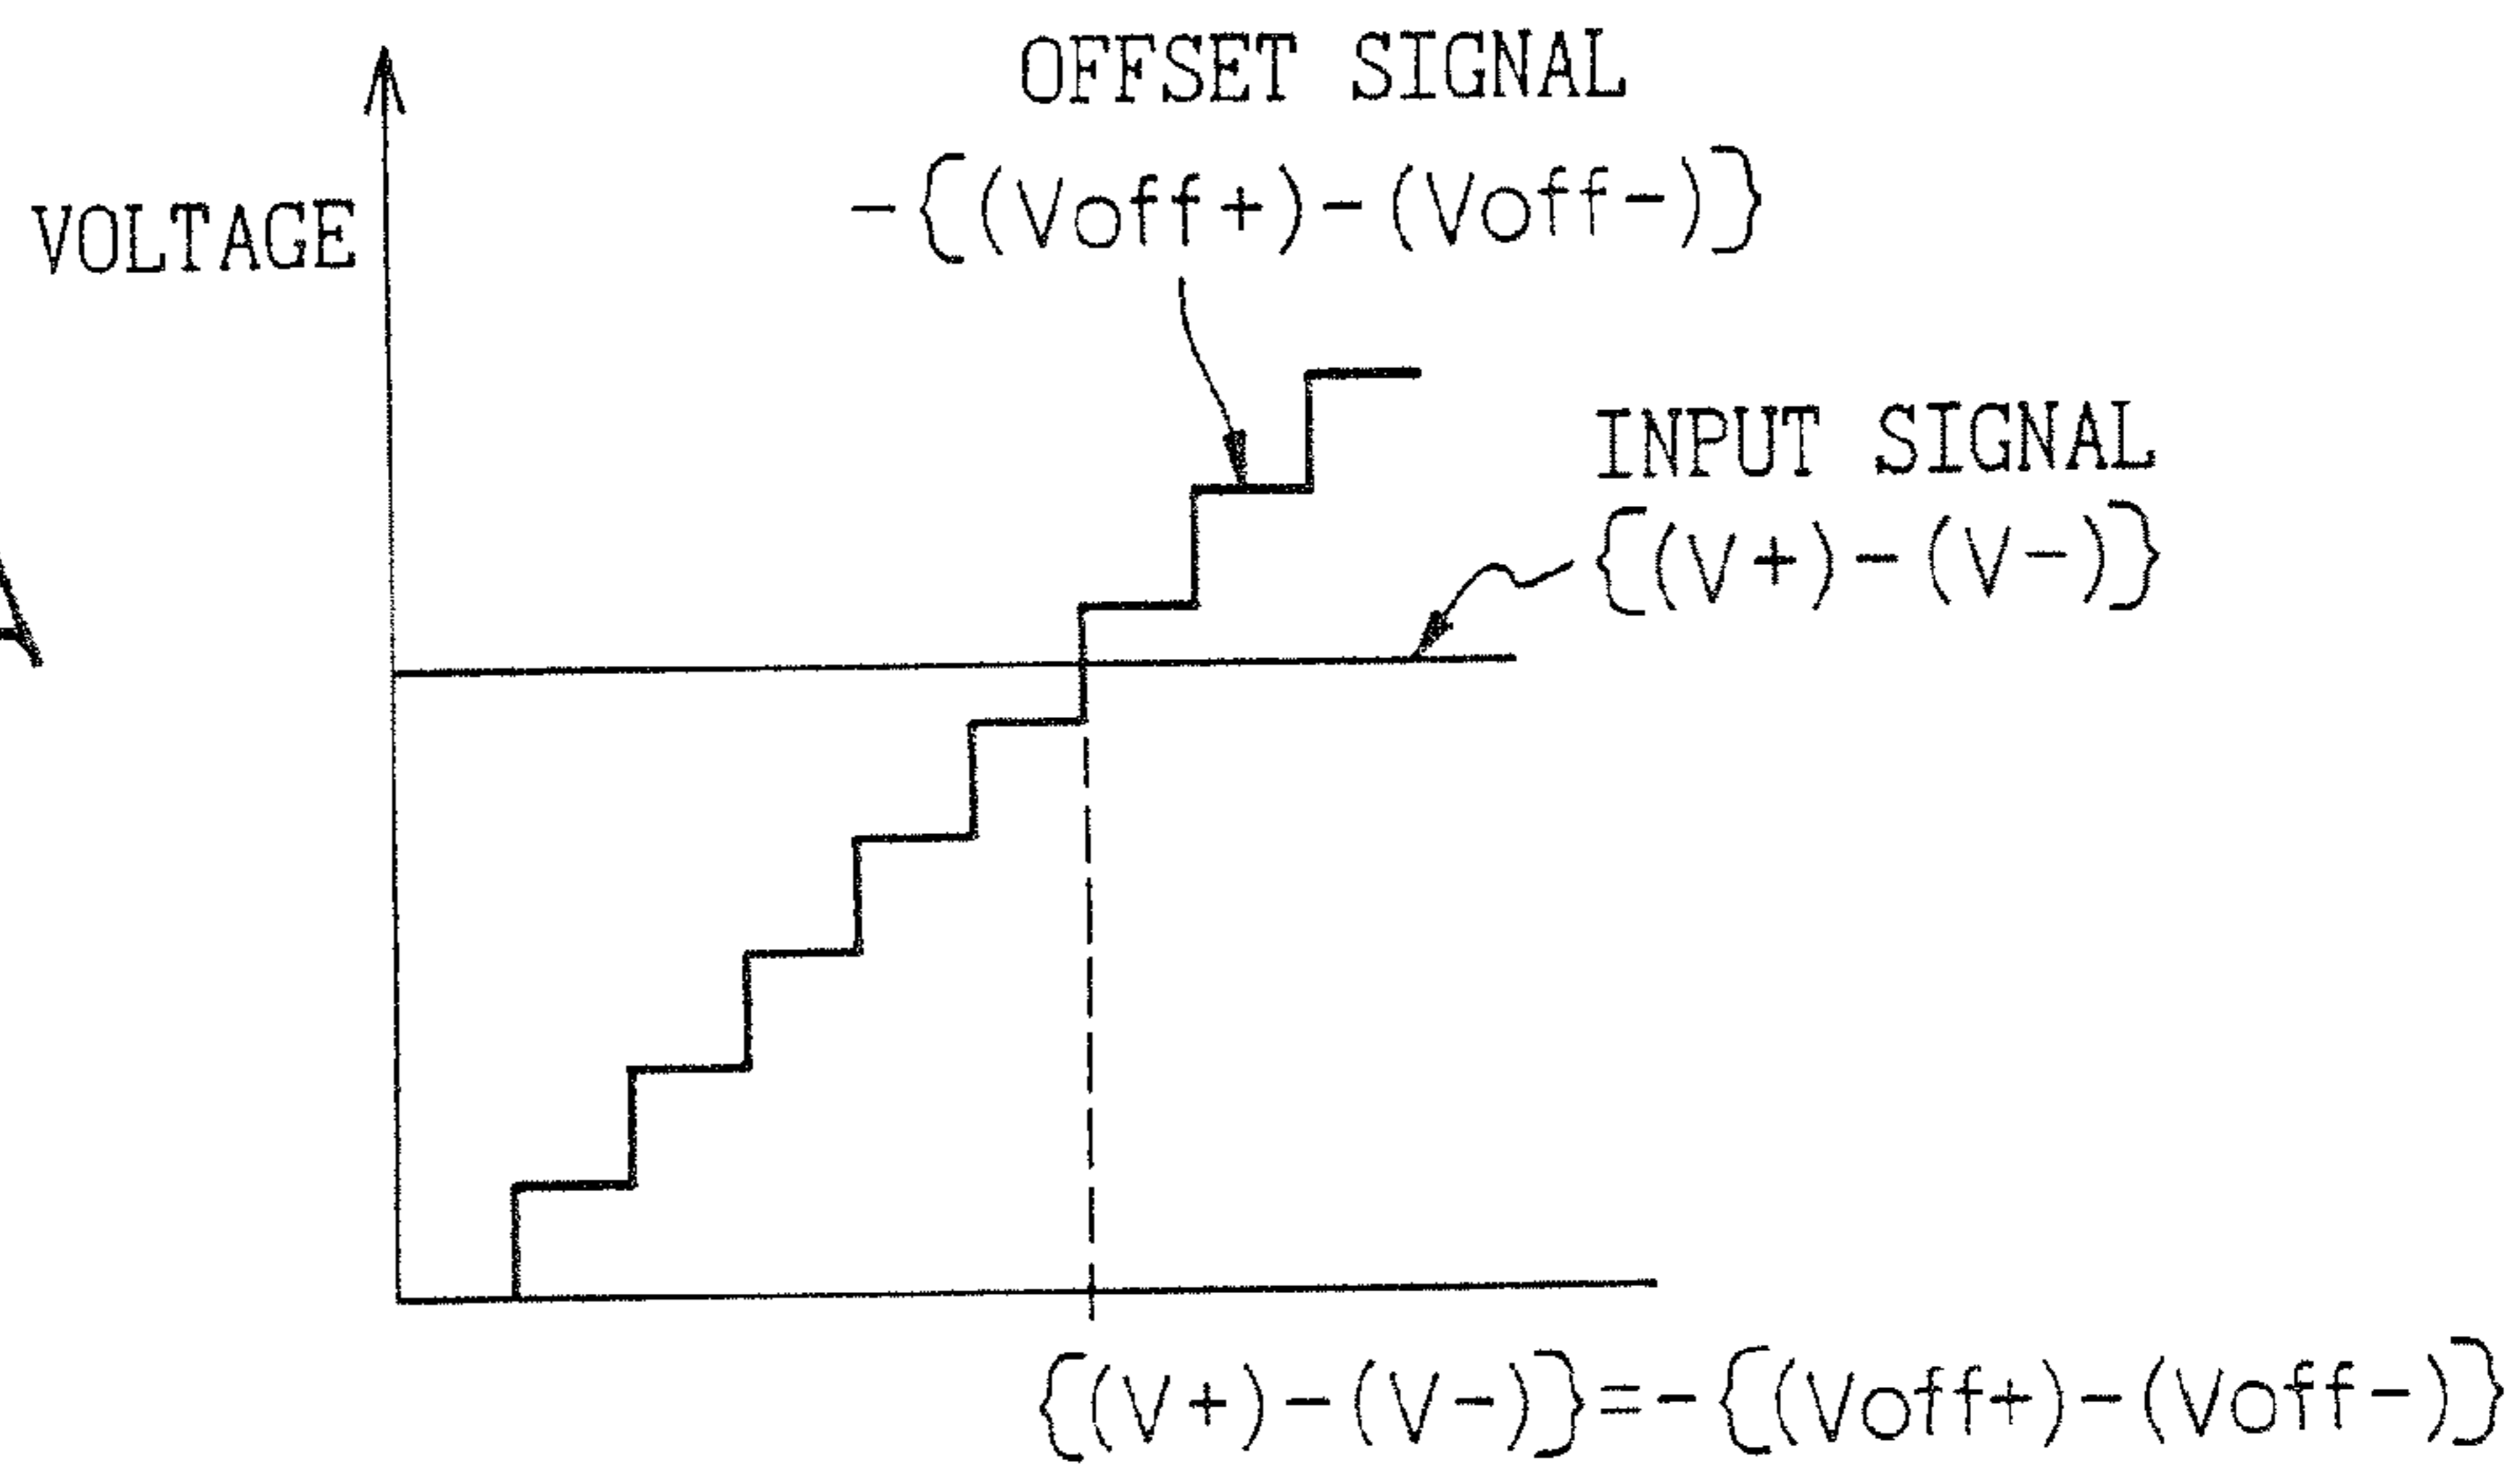 OFFSET SIGNAL
-{(Voff+)-(Voff-)}
VOLTAGE
INPUT SIGNAL
{(V+)-(V-)}
{(V+)-(V-)}=-{(Voff+)-(Voff-)}